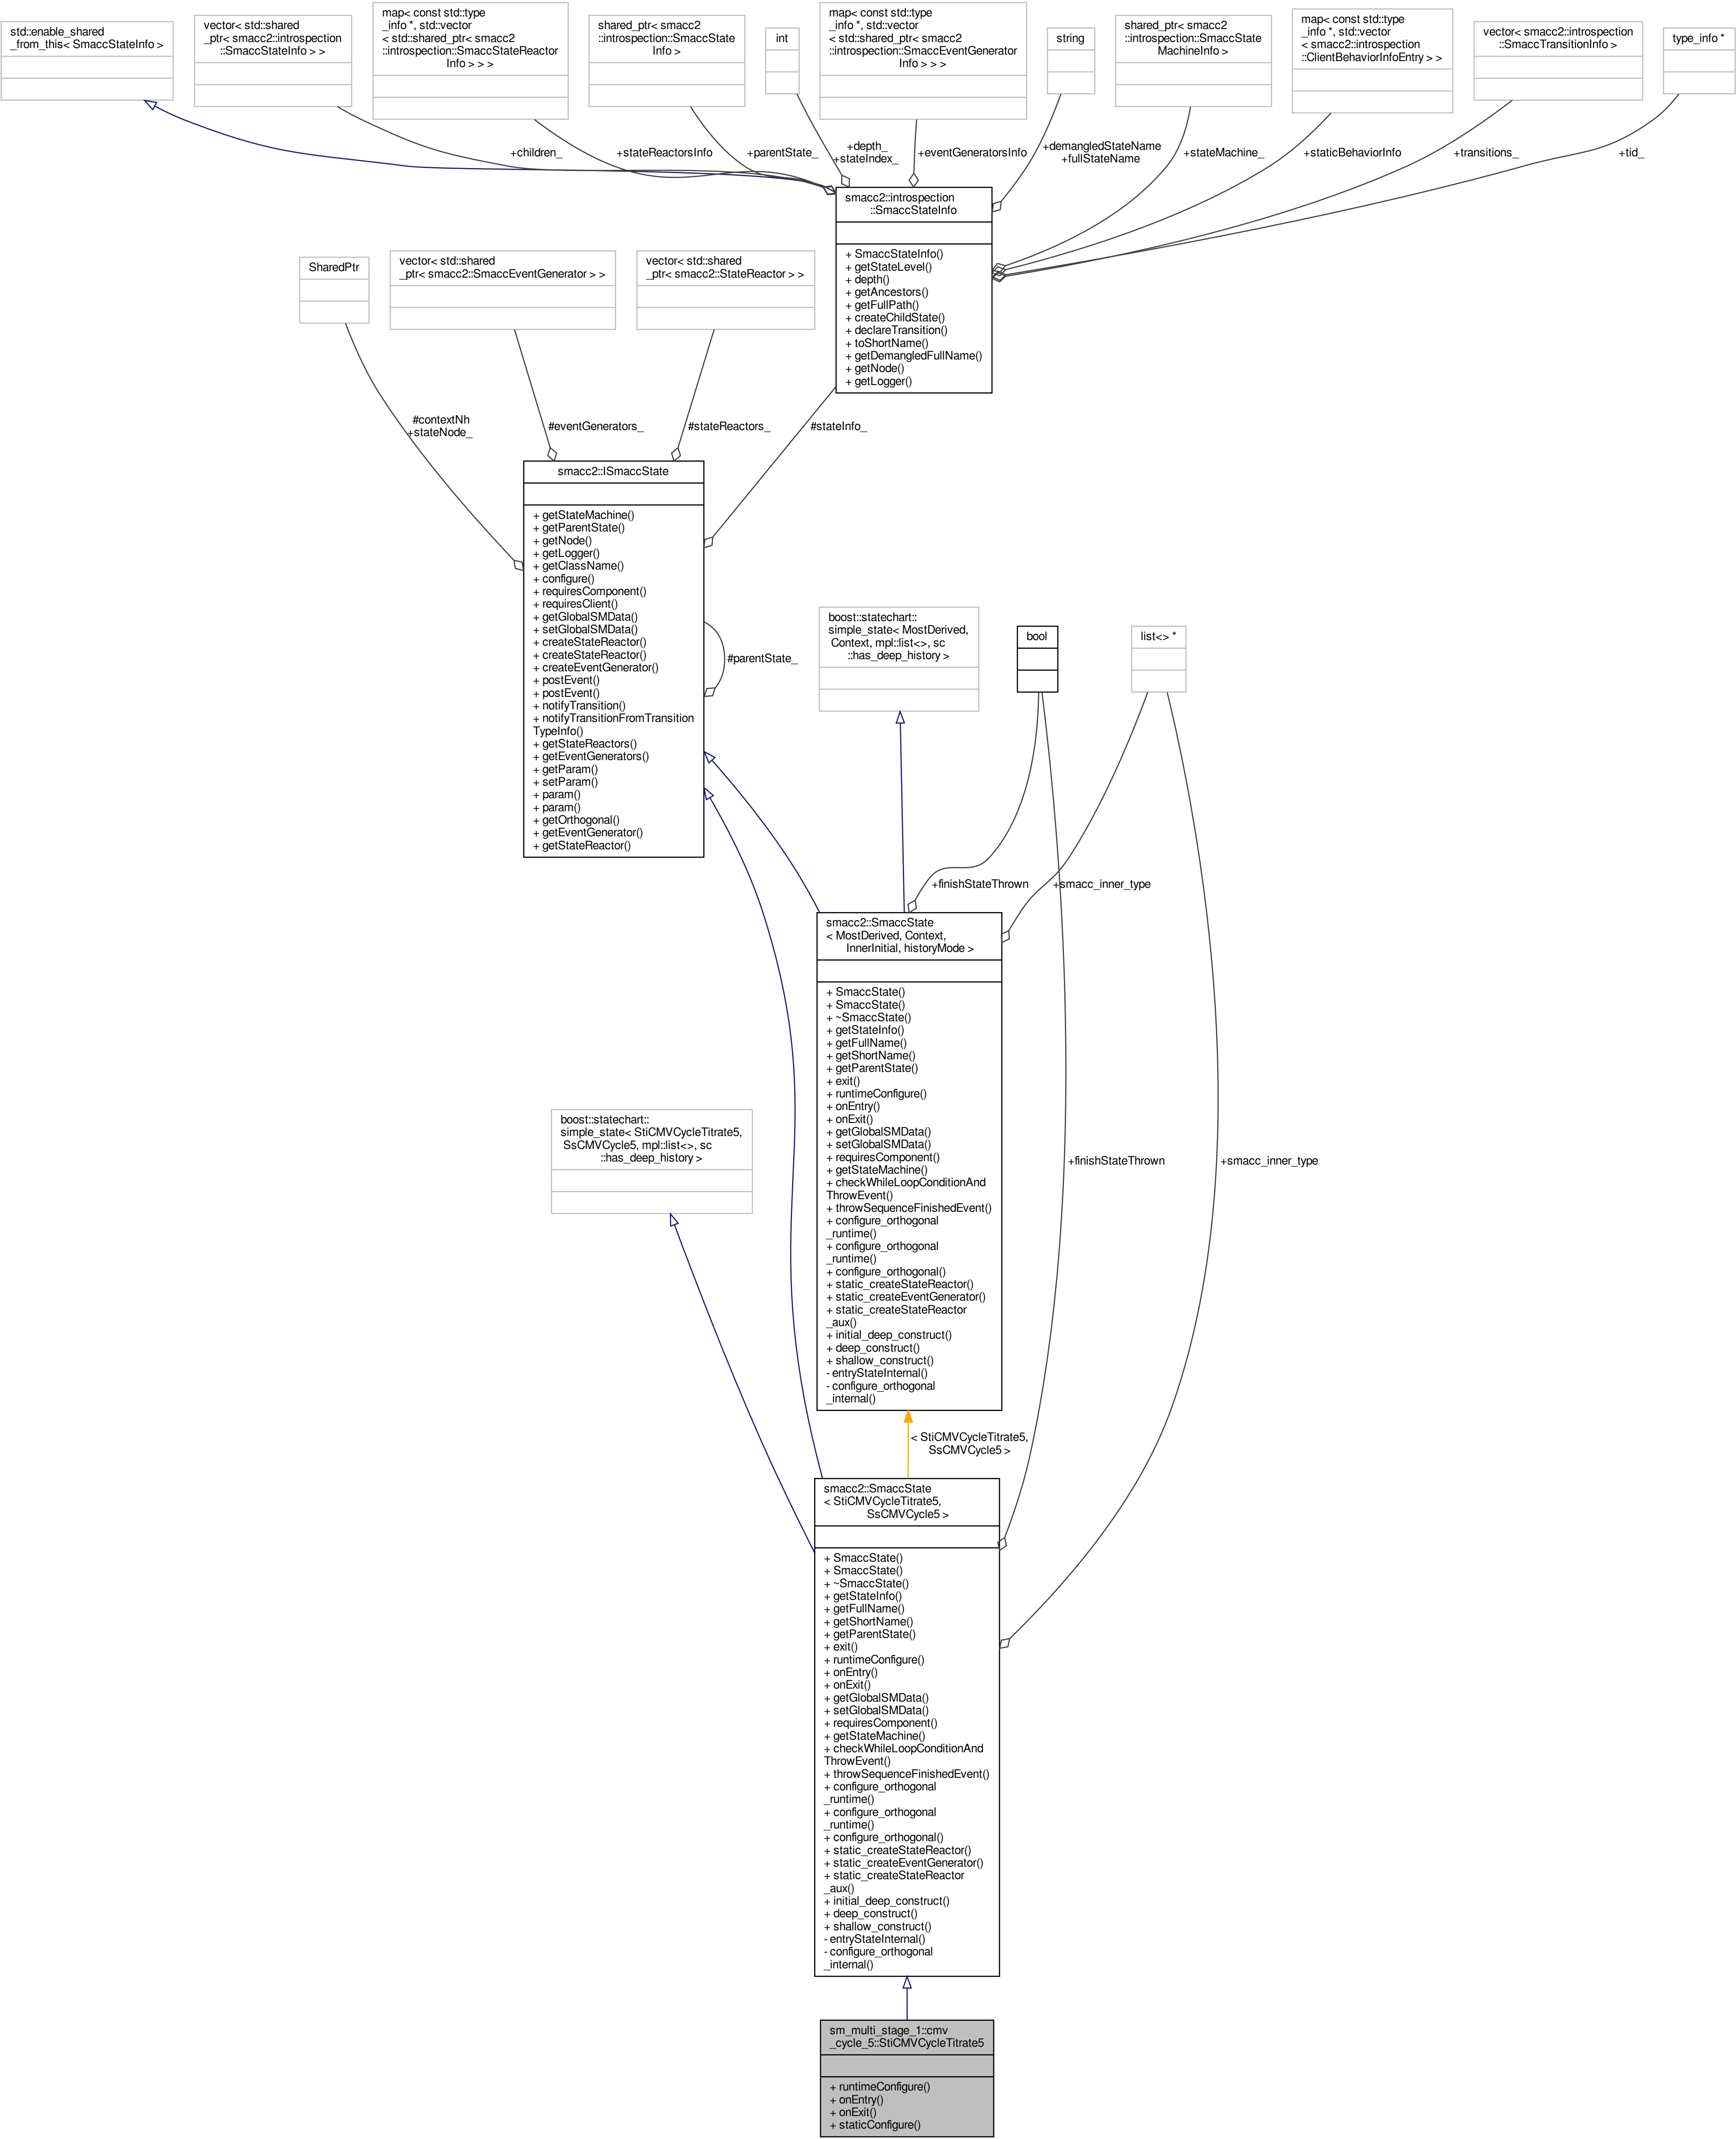 std::enable_shared
_from_this< SmaccStateInfo >
vector< std::shared
_ptr< smacc2::introspection
::SmaccStateInfo > >
map< const std::type
_info *, std::vector
< std::shared_ptr< smacc2
::introspection::SmaccStateReactor
Info > > >
shared_ptr< smacc2
::introspection::SmaccState
Info >
int
map< const std::type
_info *, std::vector
< std::shared_ptr< smacc2
::introspection::SmaccEventGenerator
Info > > >
string
shared_ptr< smacc2
::introspection::SmaccState
MachineInfo >
map< const std::type
_info *, std::vector
< smacc2::introspection
::ClientBehaviorInfoEntry > >
vector< smacc2::introspection
::SmaccTransitionInfo >
type_info *
+children_
+stateReactorsInfo
+parentState_
+depth_
+stateIndex_
+eventGeneratorsInfo
+demangledStateName
+fullStateName
+stateMachine_
+staticBehaviorInfo
+transitions_
+tid_
smacc2::introspection
::SmaccStateInfo
+ SmaccStateInfo()
+ getStateLevel()
+ depth()
+ getAncestors()
+ getFullPath()
+ createChildState()
+ declareTransition()
+ toShortName()
+ getDemangledFullName()
+ getNode()
+ getLogger()
SharedPtr
vector< std::shared
_ptr< smacc2::SmaccEventGenerator > >
vector< std::shared
_ptr< smacc2::StateReactor > >
#contextNh
+stateNode_
#eventGenerators_
#stateReactors_
#stateInfo_
smacc2::ISmaccState
+ getStateMachine()
+ getParentState()
+ getNode()
+ getLogger()
+ getClassName()
+ configure()
+ requiresComponent()
+ requiresClient()
+ getGlobalSMData()
+ setGlobalSMData()
+ createStateReactor()
+ createStateReactor()
+ createEventGenerator()
+ postEvent()
+ postEvent()
+ notifyTransition()
+ notifyTransitionFromTransition
TypeInfo()
+ getStateReactors()
+ getEventGenerators()
+ getParam()
+ setParam()
+ param()
+ param()
+ getOrthogonal()
+ getEventGenerator()
+ getStateReactor()
#parentState_
boost::statechart::
simple_state< MostDerived,
Context, mpl::list<>, sc
::has_deep_history >
bool
list<> *
+finishStateThrown
+smacc_inner_type
smacc2::SmaccState
< MostDerived, Context,
InnerInitial, historyMode >
+ SmaccState()
+ SmaccState()
+ ~SmaccState()
+ getStateInfo()
+ getFullName()
+ getShortName()
+ getParentState()
+ exit()
+ runtimeConfigure()
+ onEntry()
+ onExit()
+ getGlobalSMData()
+ setGlobalSMData()
+ requiresComponent()
+ getStateMachine()
+ checkWhileLoopConditionAnd
ThrowEvent()
+ throwSequenceFinishedEvent()
+ configure_orthogonal
_runtime()
+ configure_orthogonal
_runtime()
+ configure_orthogonal()
+ static_createStateReactor()
+ static_createEventGenerator()
+ static_createStateReactor
_aux()
+ initial_deep_construct()
+ deep_construct()
+ shallow_construct()
- entryStateInternal()
- configure_orthogonal
_internal()
boost::statechart::
simple_state< StiCMVCycleTitrate5,
SsCMVCycle5, mpl::list<>, sc
::has_deep_history >
+finishStateThrown
+smacc_inner_type
< StiCMVCycleTitrate5,
SsCMVCycle5 >
smacc2::SmaccState
< StiCMVCycleTitrate5,
SsCMVCycle5 >
+ SmaccState()
+ SmaccState()
+ ~SmaccState()
+ getStateInfo()
+ getFullName()
+ getShortName()
+ getParentState()
+ exit()
+ runtimeConfigure()
+ onEntry()
+ onExit()
+ getGlobalSMData()
+ setGlobalSMData()
+ requiresComponent()
+ getStateMachine()
+ checkWhileLoopConditionAnd
ThrowEvent()
+ throwSequenceFinishedEvent()
+ configure_orthogonal
_runtime()
+ configure_orthogonal
_runtime()
+ configure_orthogonal()
+ static_createStateReactor()
+ static_createEventGenerator()
+ static_createStateReactor
_aux()
+ initial_deep_construct()
+ deep_construct()
+ shallow_construct()
- entryStateInternal()
- configure_orthogonal
_internal()
sm_multi_stage_1::cmv
_cycle_5::StiCMVCycleTitrate5
+ runtimeConfigure()
+ onEntry()
+ onExit()
+ staticConfigure()